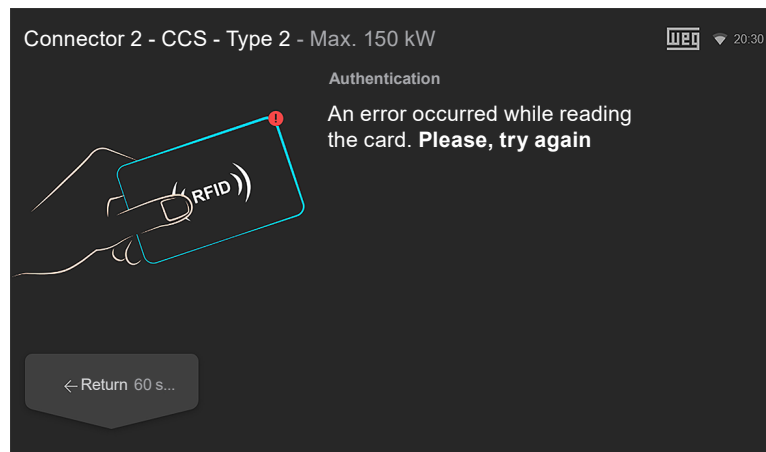 Connector 2 - CCS - Type 2 - Max. 150 kW
WEG
20:30
Authentication
An error occurred while reading
the card. Please, try again
RFID
Return 60 s...